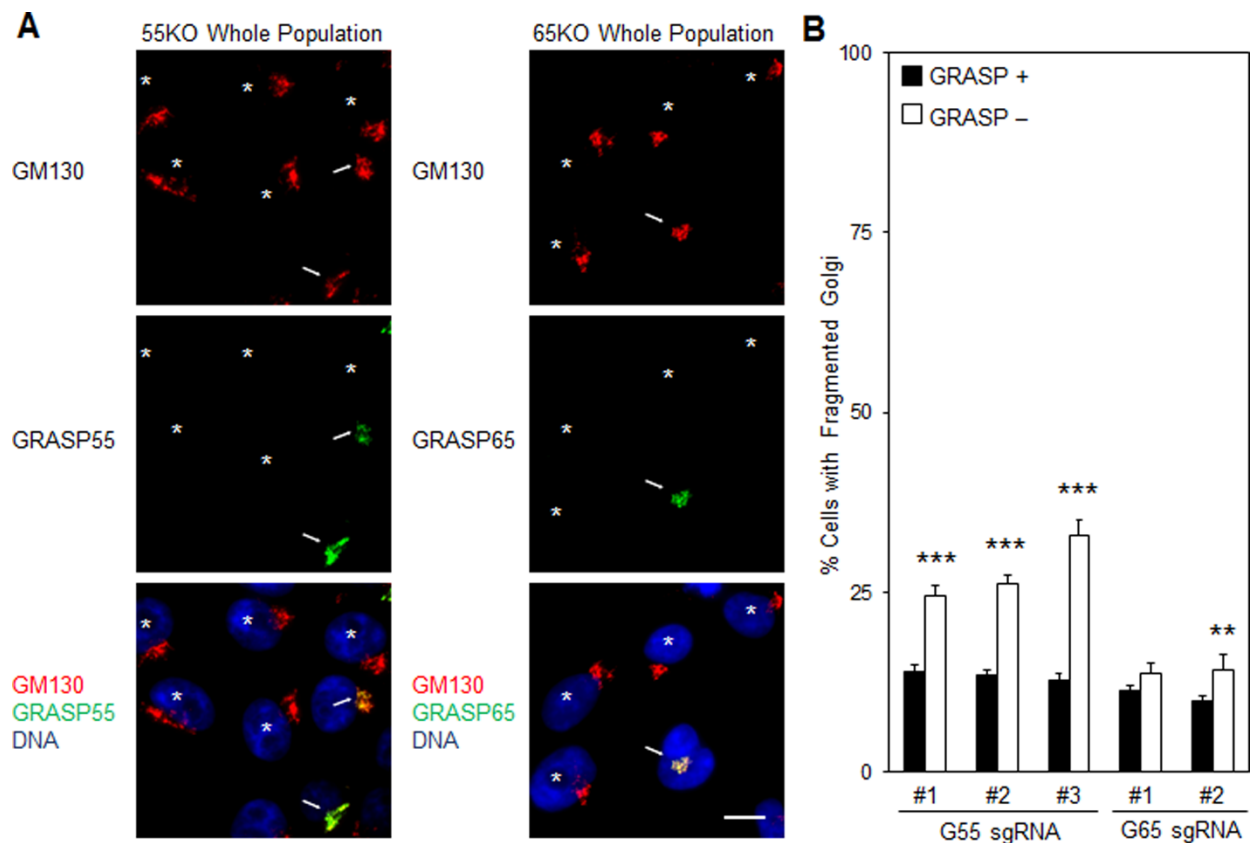 A
55KO Whole Population
65KO Whole Population
GM130
GM130
* * * * *
* * * *
GRASP55
GRASP65
* * * * *
* * * *
GM130
GRASP55
DNA
GM130
GRASP65
DNA
* * * * *
* * * *
B
% Cells with Fragmented Golgi
100
75
50
25
0
GRASP +
GRASP –
***
***
***
**
#1 #2 #3 #1 #2
G55 sgRNA G65 sgRNA